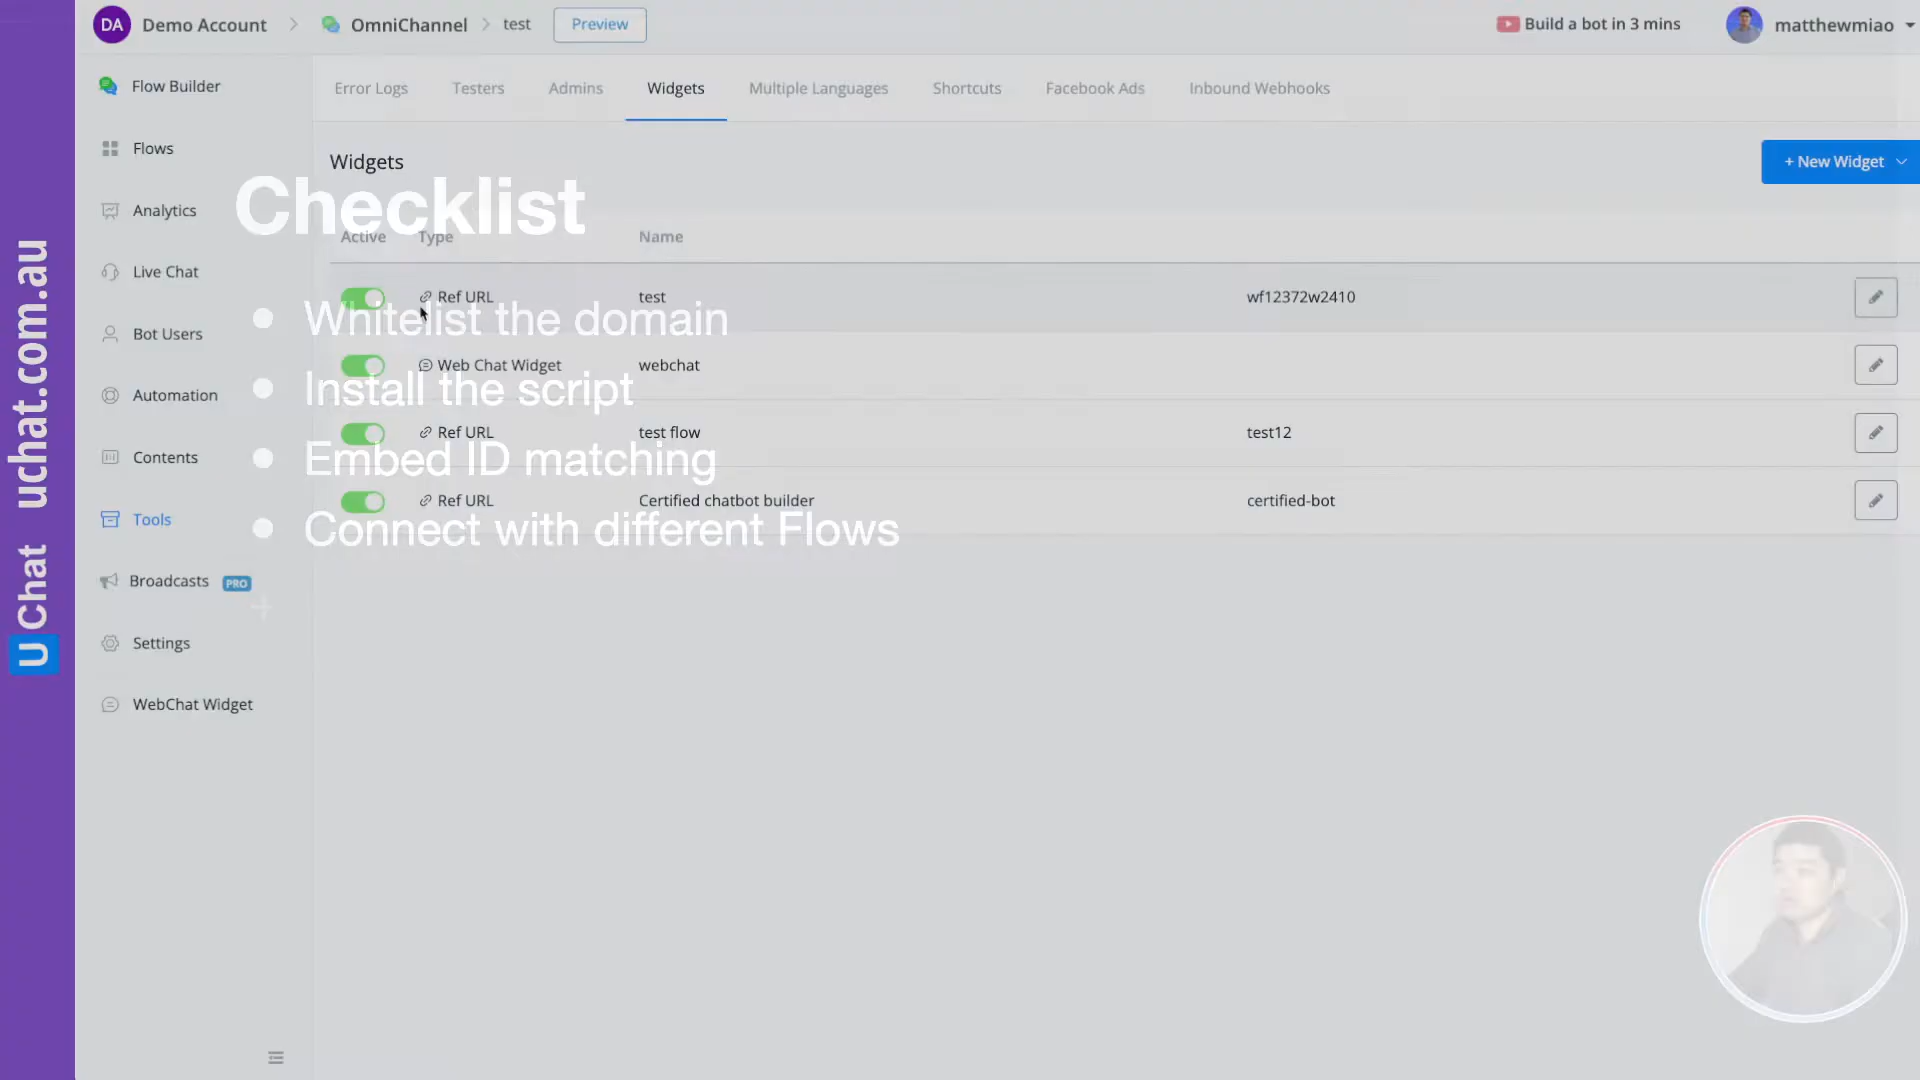 DA Demo Account OmniChannel test Preview Build a bot in 3 mins matthewmiao
Flow Builder
Flows
Analytics
Live Chat
Bot Users
Automation
Contents
Tools
Broadcasts PRO
Settings
WebChat Widget
Error Logs Testers Admins Widgets Multiple Languages Shortcuts Facebook Ads Inbound Webhooks
Widgets
+ New Widget
Checklist
Active Type Name
Ref URL test wf12372w2410
Whitelist the domain
Web Chat Widget webchat
Install the script
Ref URL test flow test12
Embed ID matching
Ref URL Certified chatbot builder certified-bot
Connect with different Flows
U Chat uchat.com.au